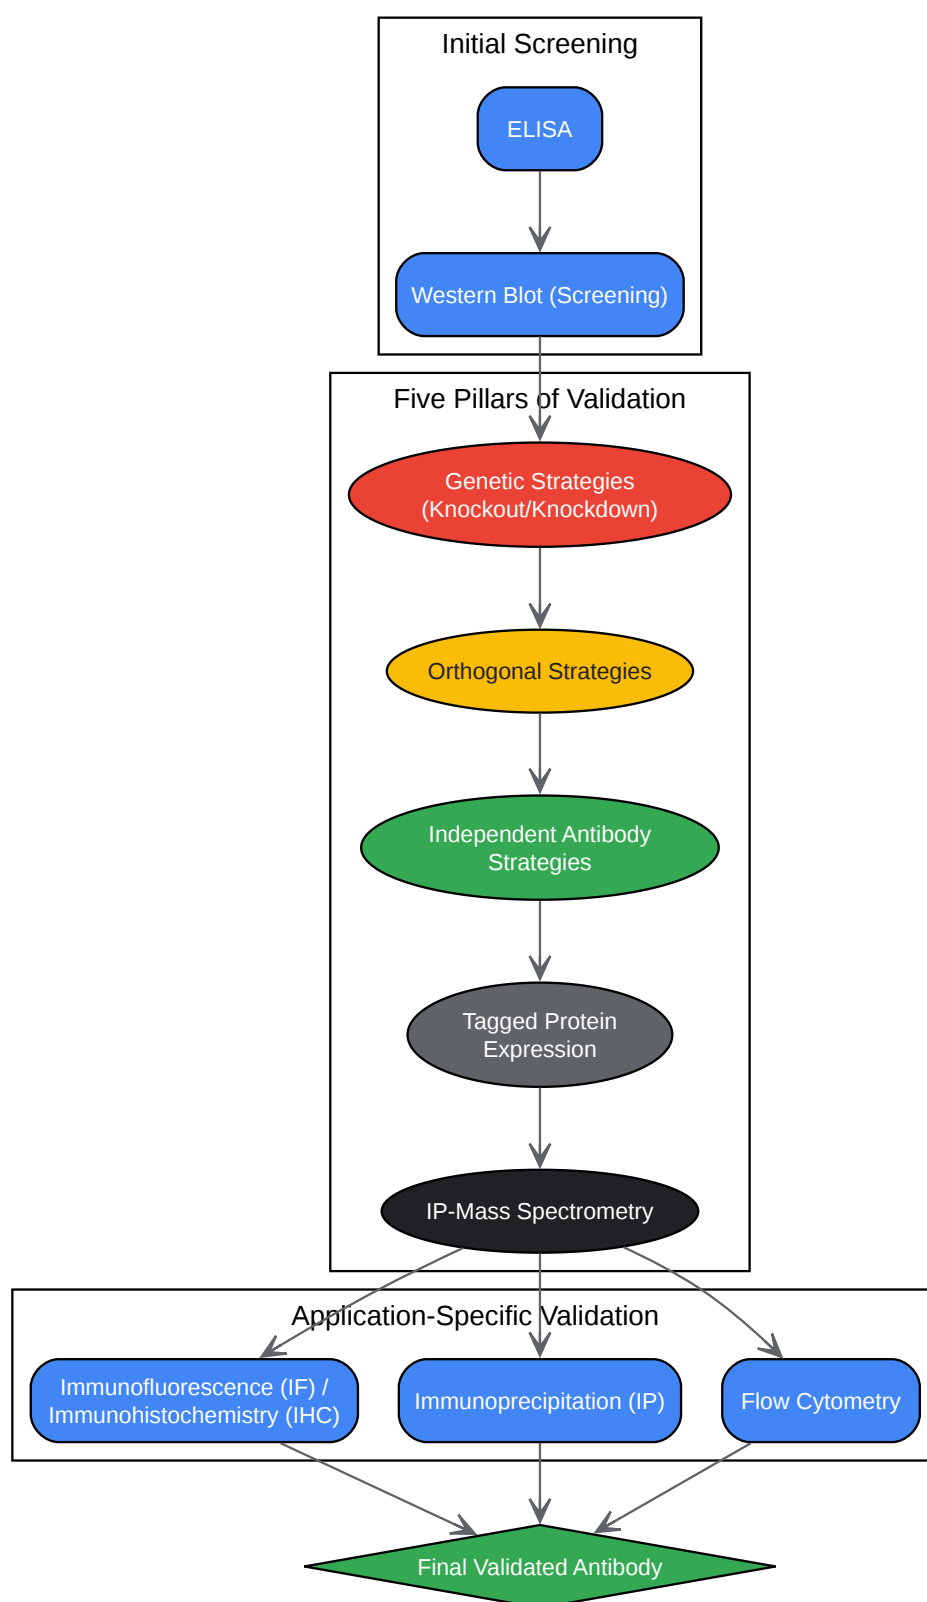 Initial Screening
ELISA
Western Blot (Screening)
Five Pillars of Validation
Genetic Strategies
(Knockout/Knockdown)
Orthogonal Strategies
Independent Antibody
Strategies
Tagged Protein
Expression
IP-Mass Spectrometry
Application-Specific Validation
Immunofluorescence (IF) /
Immunohistochemistry (IHC)
Immunoprecipitation (IP)
Flow Cytometry
Final Validated Antibody